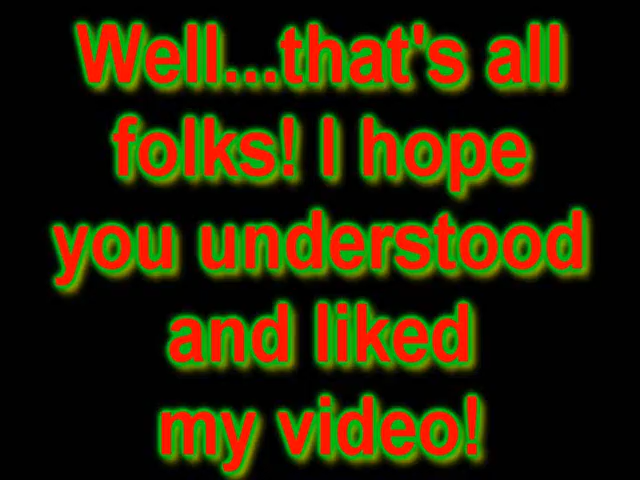 Well...that's all
folks! I hope
you understood
and liked
my video!